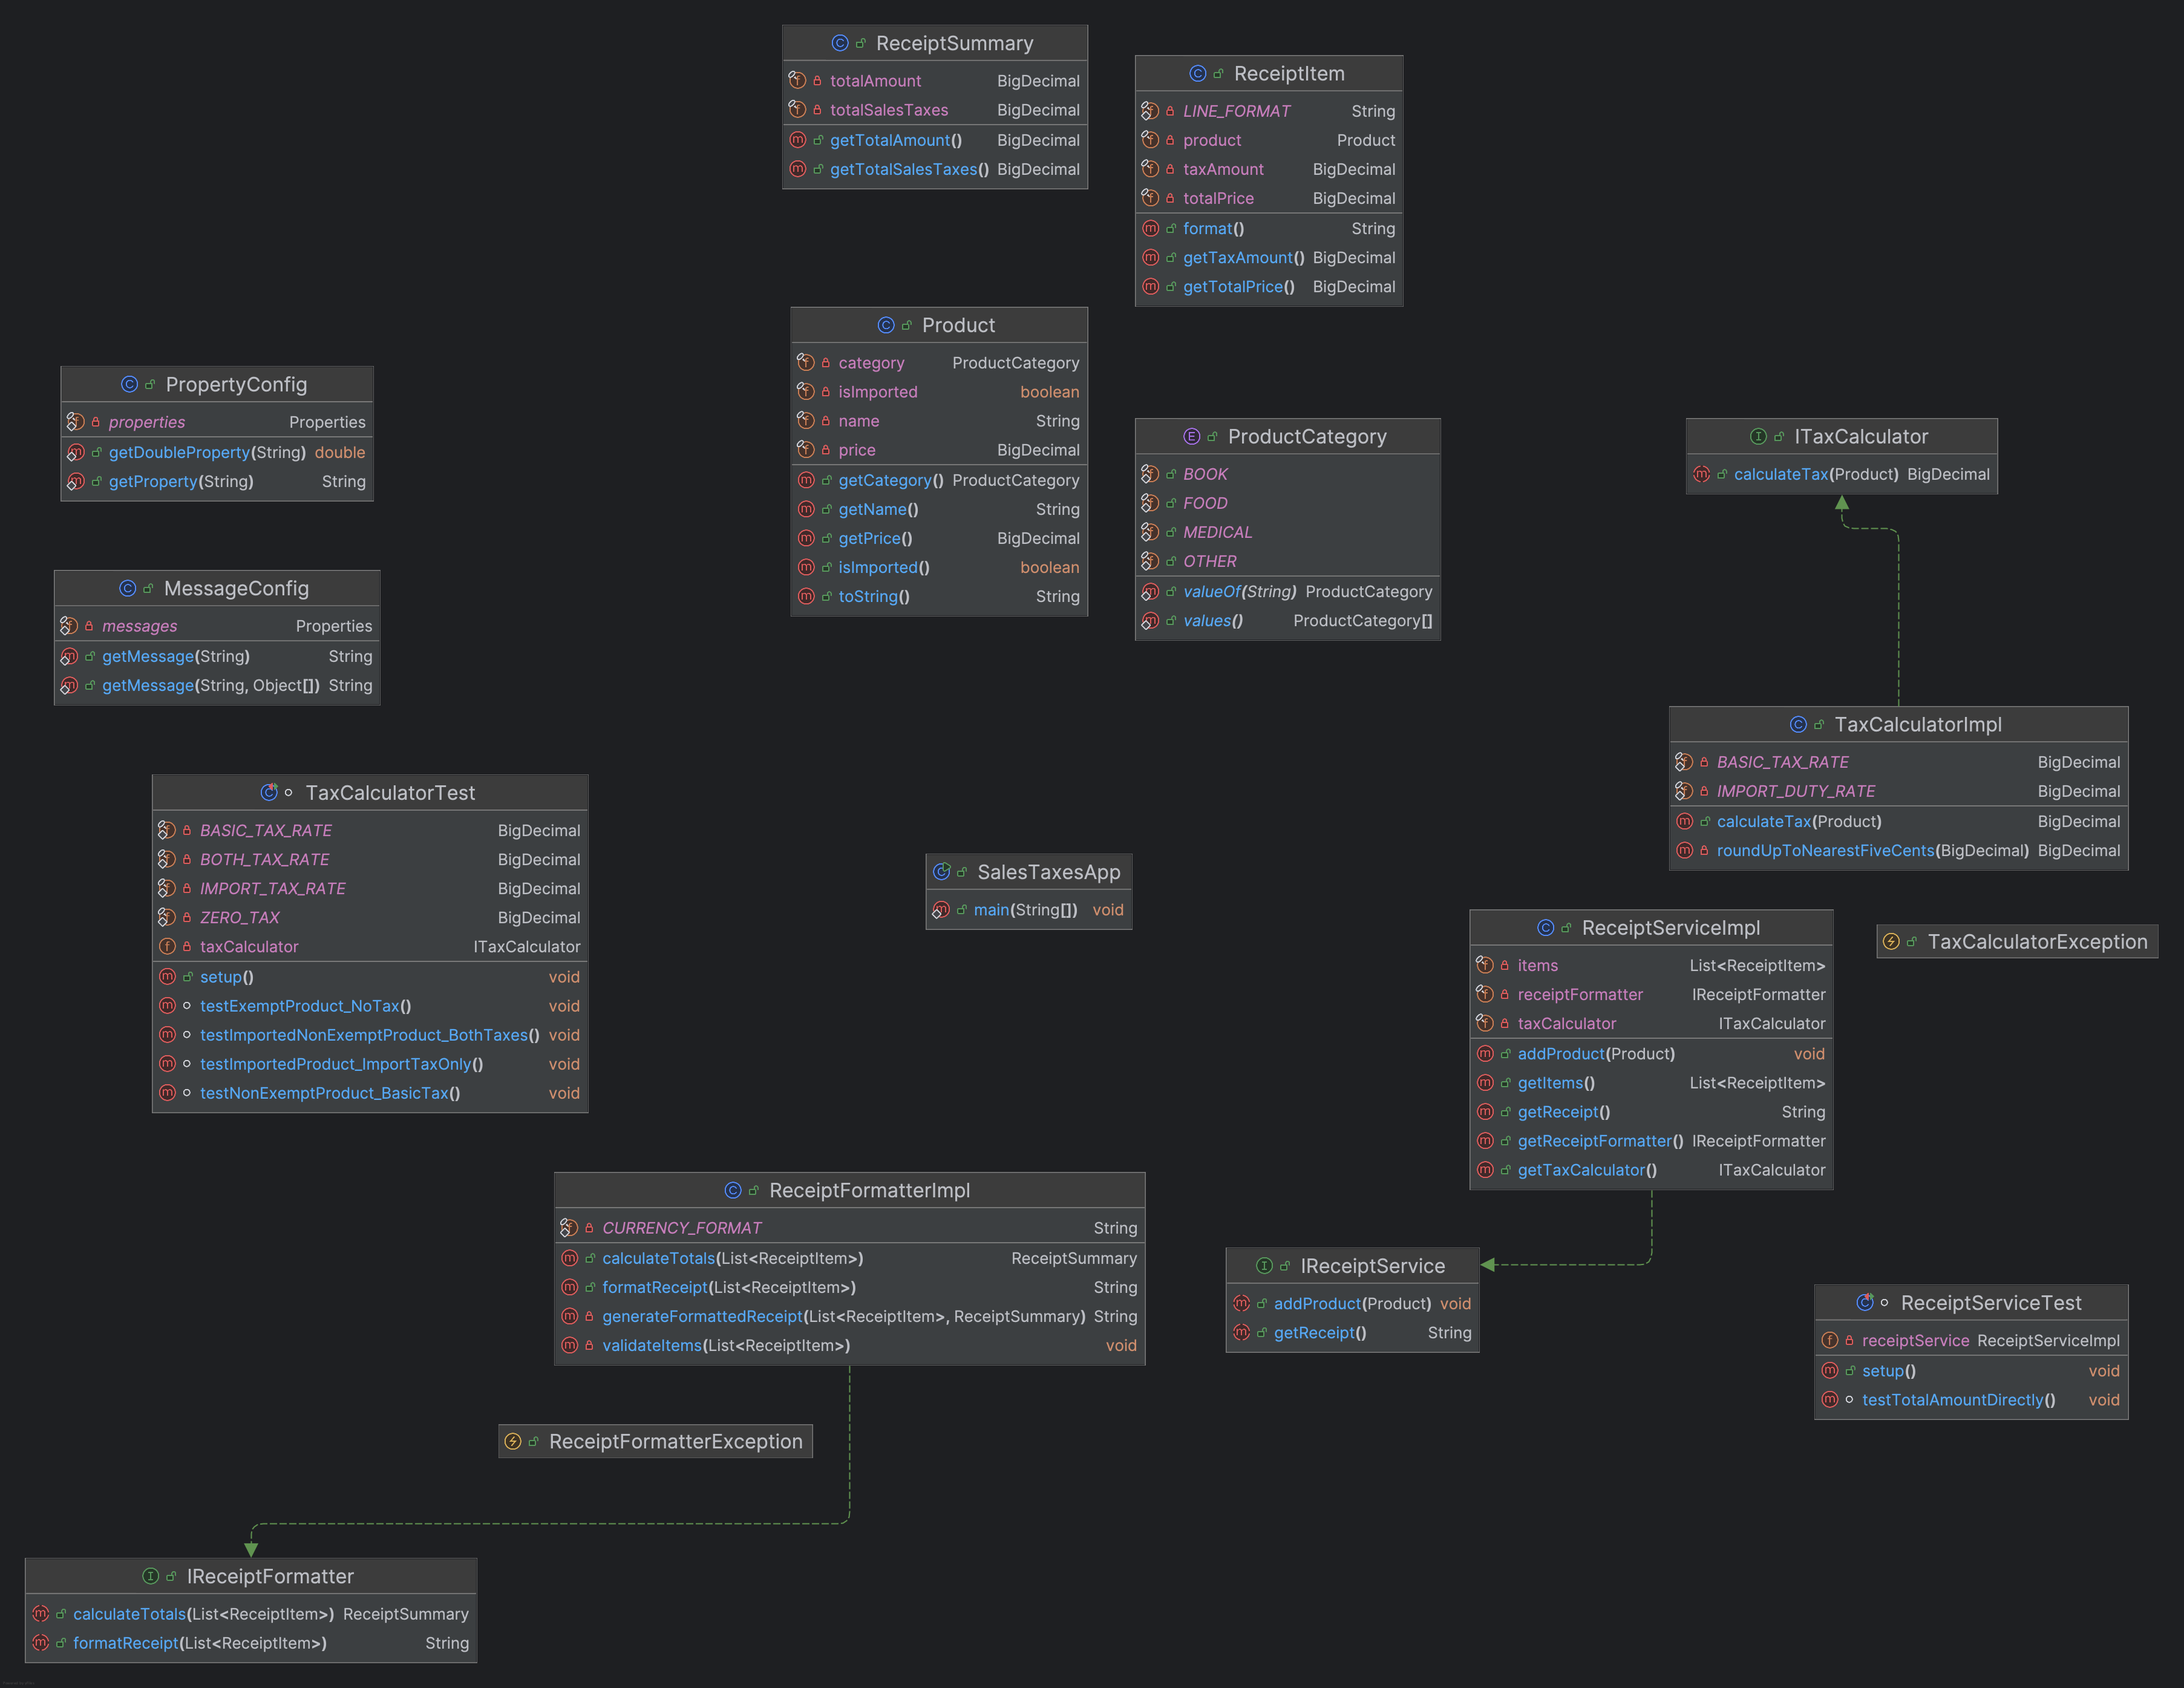 ReceiptSummary
totalAmount BigDecimal
totalSalesTaxes BigDecimal
getTotalAmount() BigDecimal
getTotalSalesTaxes() BigDecimal
ReceiptItem
LINE_FORMAT String
product Product
taxAmount BigDecimal
totalPrice BigDecimal
format() String
getTaxAmount() BigDecimal
getTotalPrice() BigDecimal
Product
category ProductCategory
isImported boolean
name String
price BigDecimal
getCategory() ProductCategory
getName() String
getPrice() BigDecimal
isImported() boolean
toString() String
PropertyConfig
properties Properties
getDoubleProperty(String) double
getProperty(String) String
ProductCategory
BOOK
FOOD
MEDICAL
OTHER
valueOf(String) ProductCategory
values() ProductCategory[]
ITaxCalculator
calculateTax(Product) BigDecimal
MessageConfig
messages Properties
getMessage(String) String
getMessage(String, Object[]) String
TaxCalculatorImpl
BASIC_TAX_RATE BigDecimal
IMPORT_DUTY_RATE BigDecimal
calculateTax(Product) BigDecimal
roundUpToNearestFiveCents(BigDecimal) BigDecimal
TaxCalculatorTest
BASIC_TAX_RATE BigDecimal
BOTH_TAX_RATE BigDecimal
IMPORT_TAX_RATE BigDecimal
ZERO_TAX BigDecimal
taxCalculator ITaxCalculator
setup() void
testExemptProduct_NoTax() void
testImportedNonExemptProduct_BothTaxes() void
testImportedProduct_ImportTaxOnly() void
testNonExemptProduct_BasicTax() void
SalesTaxesApp
main(String[]) void
ReceiptServiceImpl
items List<ReceiptItem>
receiptFormatter IReceiptFormatter
taxCalculator ITaxCalculator
addProduct(Product) void
getItems() List<ReceiptItem>
getReceipt() String
getReceiptFormatter() IReceiptFormatter
getTaxCalculator() ITaxCalculator
TaxCalculatorException
ReceiptFormatterImpl
CURRENCY_FORMAT String
calculateTotals(List<ReceiptItem>) ReceiptSummary
formatReceipt(List<ReceiptItem>) String
generateFormattedReceipt(List<ReceiptItem>, ReceiptSummary) String
validateItems(List<ReceiptItem>) void
IReceiptService
addProduct(Product) void
getReceipt() String
ReceiptServiceTest
receiptService ReceiptServiceImpl
setup() void
testTotalAmountDirectly() void
ReceiptFormatterException
IReceiptFormatter
calculateTotals(List<ReceiptItem>) ReceiptSummary
formatReceipt(List<ReceiptItem>) String